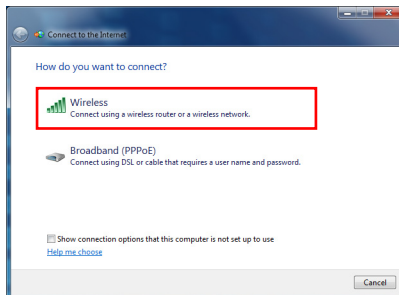 Connect to the Internet
How do you want to connect?
Wireless
Connect using a wireless router or a wireless network.
Broadband (PPPoE)
Connect using DSL or cable that requires a user name and password.
Show connection options that this computer is not set up to use
Help me choose
Cancel